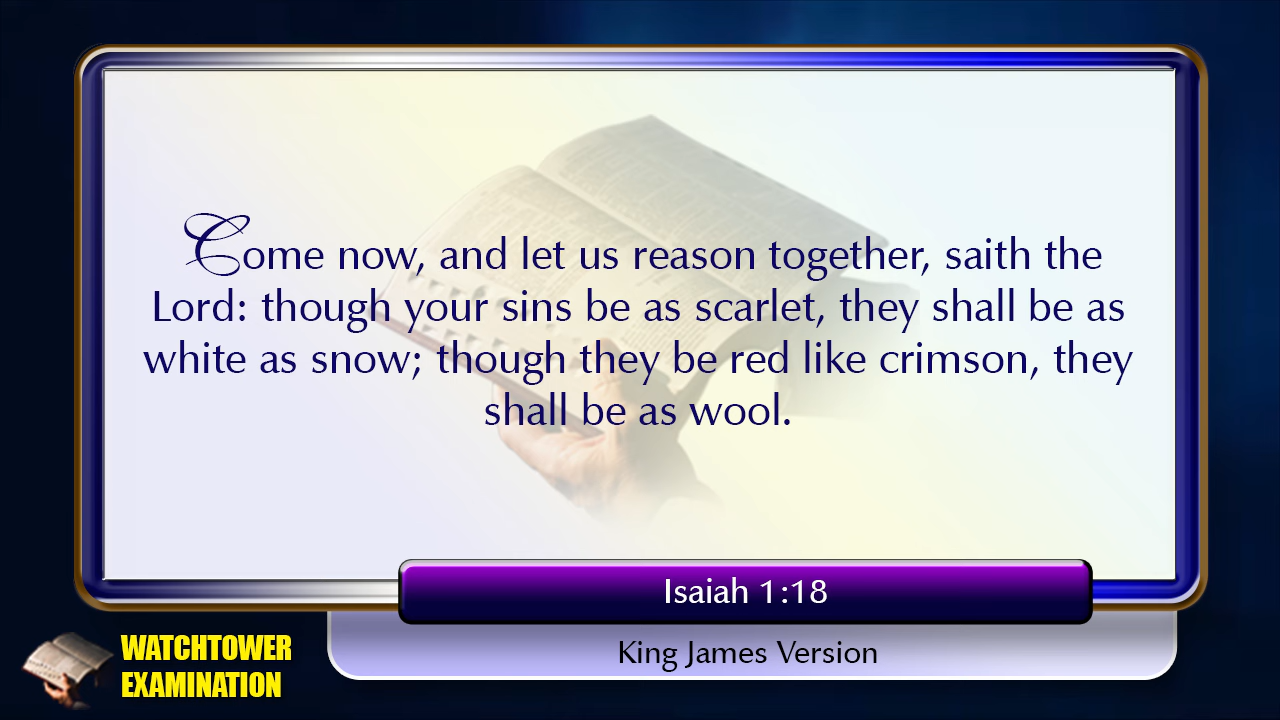 Come now, and let us reason together, saith the
Lord: though your sins be as scarlet, they shall be as
white as snow; though they be red like crimson, they
shall be as wool.
Isaiah 1:18
King James Version
WATCHTOWER
EXAMINATION